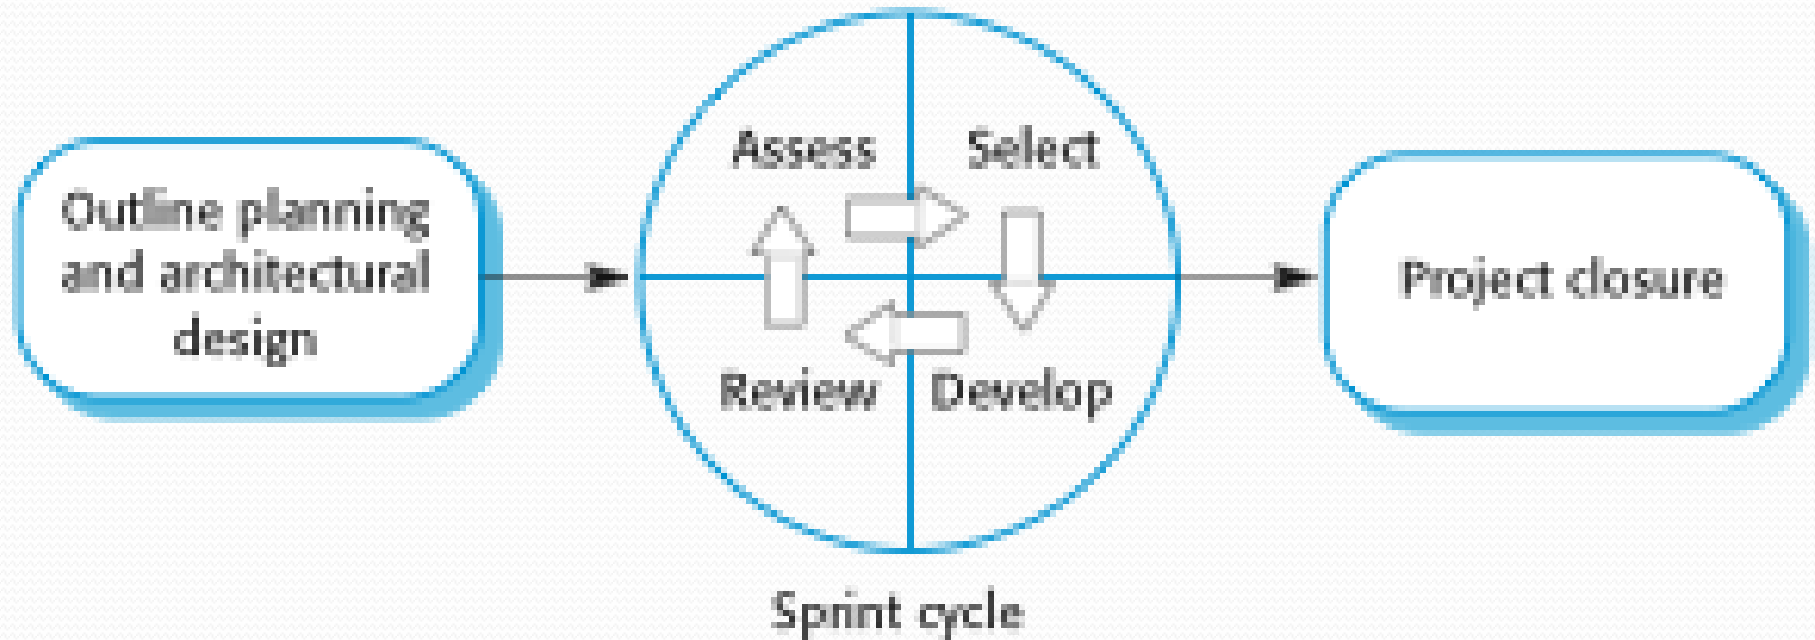 Outline planning
and architectural
design
Assess
Select
Review
Develop
Sprint cycle
Project closure